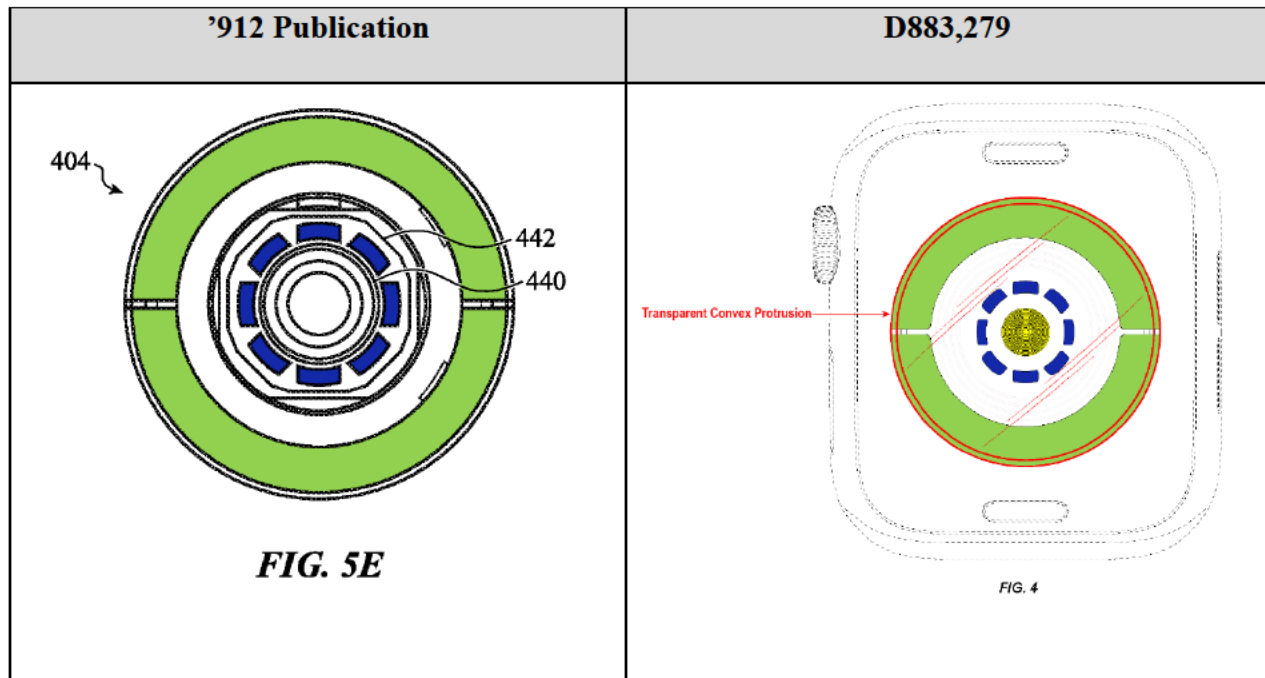 ’912 Publication
D883,279
404
442
440
FIG. 5E
Transparent Convex Protrusion
FIG. 4